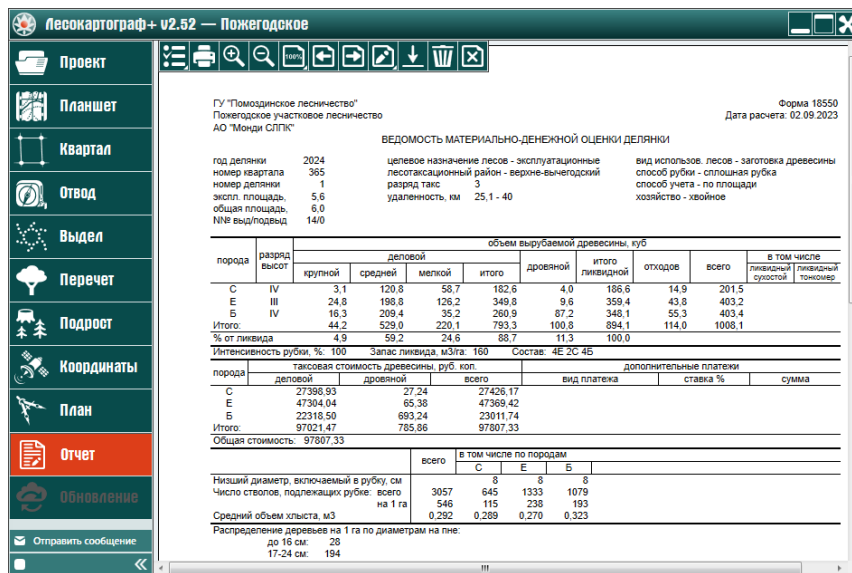 Лесокартограф+ v2.52 — Пожегодское
Проект
Планшет
Квартал
Отвод
Выдел
Перечет
Подрост
Координаты
План
Отчет
Обновление
Отправить сообщение
100%
ГУ "Помоздинское лесничество" Форма 18550
Пожегодское участковое лесничество Дата расчета: 02.09.2023
АО "Монди СЛПК"
ВЕДОМОСТЬ МАТЕРИАЛЬНО-ДЕНЕЖНОЙ ОЦЕНКИ ДЕЛЯНКИ
год делянки 2024 целевое назначение лесов - эксплуатационные вид использов. лесов - заготовка древесины
номер квартала 365 лесотаксационный район - верхне-вычегодский способ рубки - сплошная рубка
номер делянки 1 разряд такс 3 способ учета - по площади
экспл. площадь, 5,6 удаленность, км 25,1 - 40 хозяйство - хвойное
общая площадь, 6,0
N№ выд/подвыд 14/0
объем вырубаемой древесины, куб
порода разряд высот деловой дровяной итого ликвидной отходов всего в том числе
крупной средней мелкой итого ликвидный сухостой ликвидный тонкомер
С IV 3,1 120,8 58,7 182,6 4,0 186,6 14,9 201,5
Е III 24,8 198,8 126,2 349,8 9,6 359,4 43,8 403,2
Б IV 16,3 209,4 35,2 260,9 87,2 348,1 55,3 403,4
Итого: 44,2 529,0 220,1 793,3 100,8 894,1 114,0 1008,1
% от ликвида 4,9 59,2 24,6 88,7 11,3 100,0
Интенсивность рубки, %: 100 Запас ликвида, м3/га: 160 Состав: 4Е 2С 4Б
порода таксовая стоимость древесины, руб. коп. дополнительные платежи
деловой дровяной всего вид платежа ставка % сумма
С 27398,93 27,24 27426,17
Е 47304,04 65,38 47369,42
Б 22318,50 693,24 23011,74
Итого: 97021,47 785,86 97807,33
Общая стоимость: 97807,33
всего в том числе по породам
С Е Б
Низший диаметр, включаемый в рубку, см 8 8 8
Число стволов, подлежащих рубке: всего 3057 645 1333 1079
на 1 га 546 115 238 193
Средний объем хлыста, м3 0,292 0,289 0,270 0,323
Распределение деревьев на 1 га по диаметрам на пне:
до 16 см: 28
17-24 см: 194